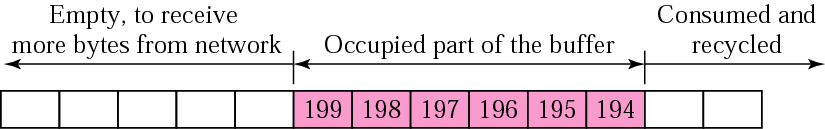 Empty, to receive
more bytes from network
Occupied part of the buffer
Consumed and
recycled
199 198 197 196 195 194